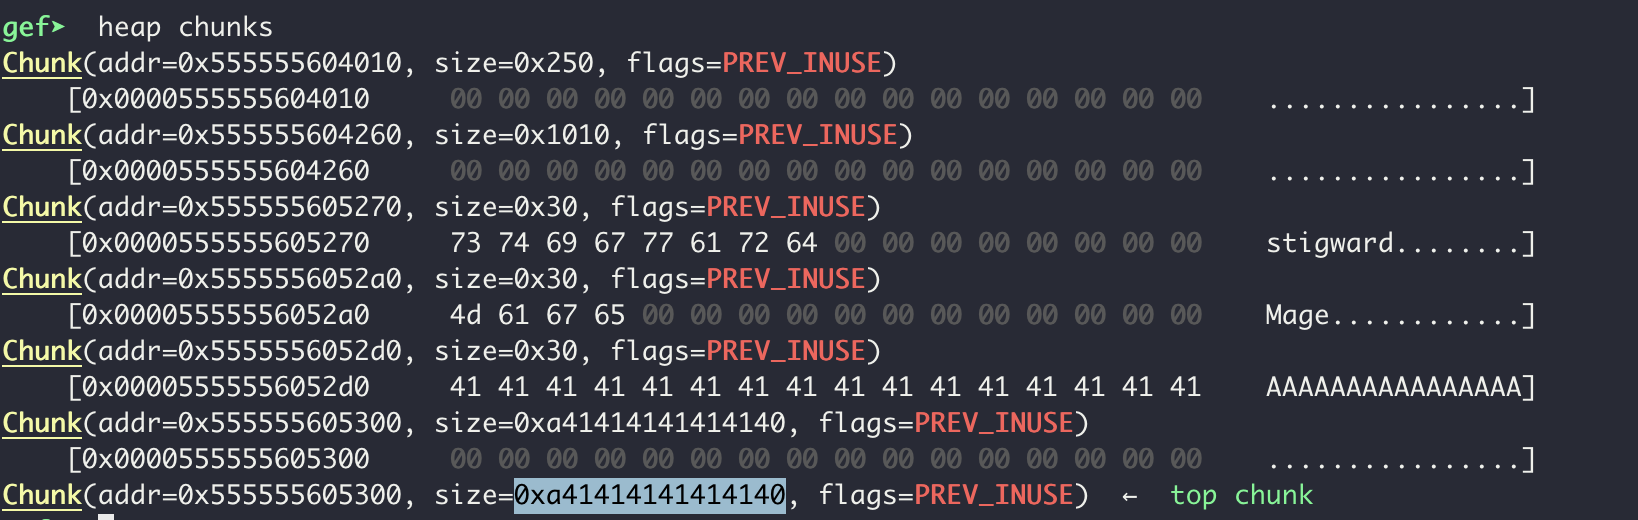 gef➤  heap chunks
Chunk(addr=0x555555604010, size=0x250, flags=PREV_INUSE)
    [0x0000555555604010     00 00 00 00 00 00 00 00 00 00 00 00 00 00 00 00    ................]
Chunk(addr=0x555555604260, size=0x1010, flags=PREV_INUSE)
    [0x0000555555604260     00 00 00 00 00 00 00 00 00 00 00 00 00 00 00 00    ................]
Chunk(addr=0x555555605270, size=0x30, flags=PREV_INUSE)
    [0x0000555555605270     73 74 69 67 77 61 72 64 00 00 00 00 00 00 00 00    stigward........]
Chunk(addr=0x5555556052a0, size=0x30, flags=PREV_INUSE)
    [0x00005555556052a0     4d 61 67 65 00 00 00 00 00 00 00 00 00 00 00 00    Mage............]
Chunk(addr=0x5555556052d0, size=0x30, flags=PREV_INUSE)
    [0x00005555556052d0     41 41 41 41 41 41 41 41 41 41 41 41 41 41 41 41    AAAAAAAAAAAAAAAA]
Chunk(addr=0x555555605300, size=0xa41414141414140, flags=PREV_INUSE)
    [0x0000555555605300     00 00 00 00 00 00 00 00 00 00 00 00 00 00 00 00    ................]
Chunk(addr=0x555555605300, size=0xa41414141414140, flags=PREV_INUSE)  ←  top chunk